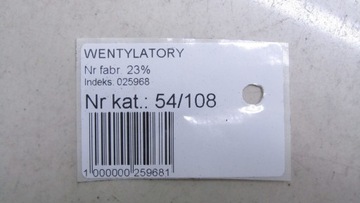 WENTYLATORY
Nr fabr. 23%
Indeks: 025968
Nr kat.: 54/108
1 000000 259681